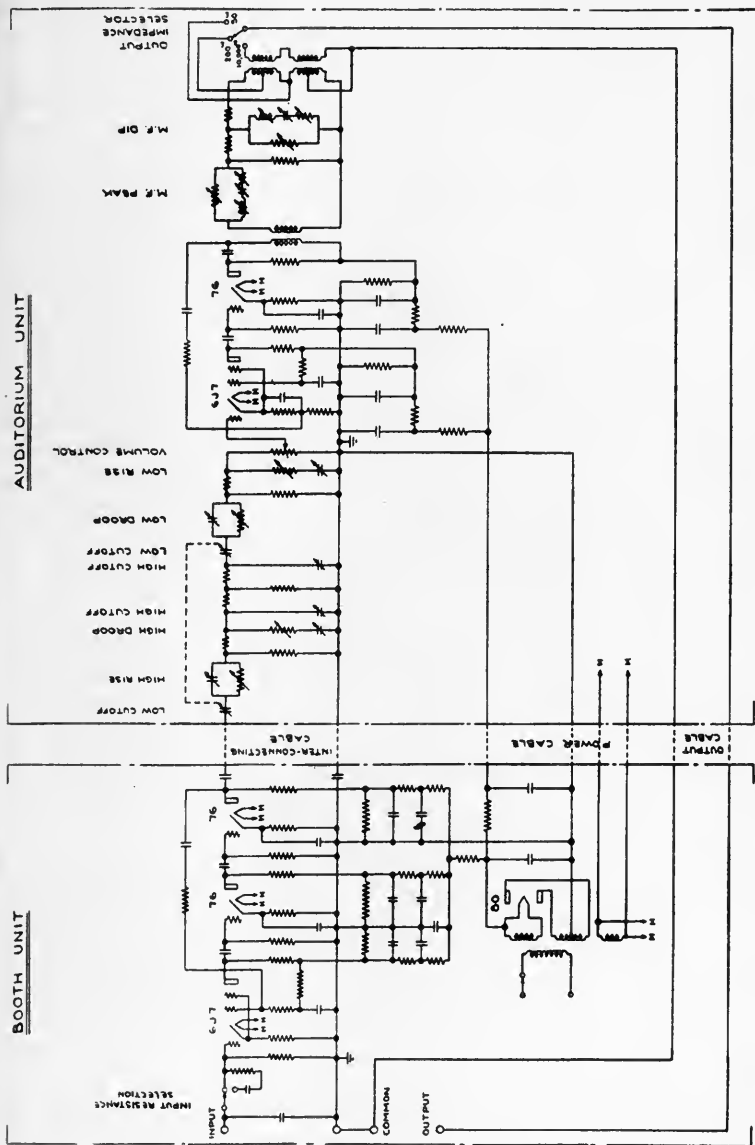 BOOTH UNIT
INPUT RESISTANCE
SELECTION
INPUT
COMMON
OUTPUT
6J7
76
76
80
H
H
INTER-CONNECTING
CABLE
POWER CABLE
OUTPUT
CABLE
AUDITORIUM UNIT
LOW CUTOFF
HIGH RISE
HIGH DROOP
HIGH CUTOFF
HIGH CUTOFF
LOW CUTOFF
LOW DROOP
LOW RISE
VOLUME CONTROL
6J7
76
M.F. PEAK
M.F. DIP
OUTPUT
IMPEDANCE
SELECTOR
50
200
H
H